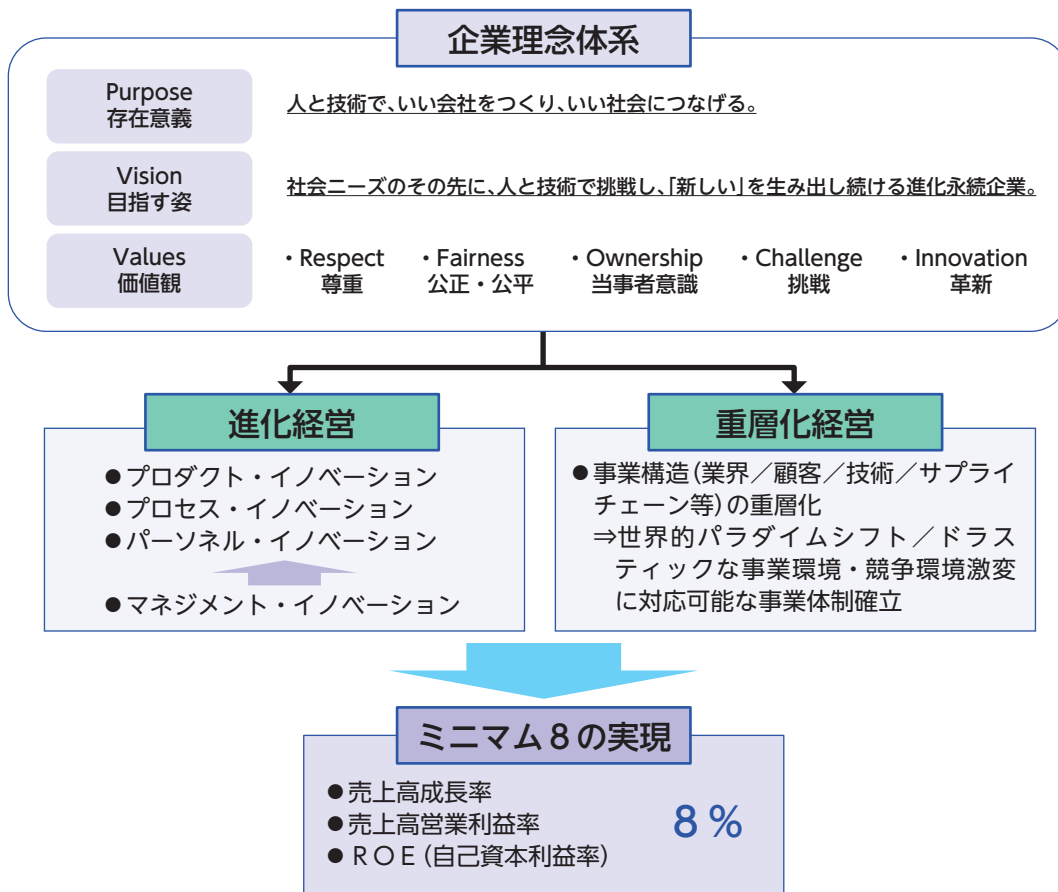 企業理念体系
Purpose
存在意義
人と技術で、いい会社をつくり、いい社会につなげる。
Vision
目指す姿
社会ニーズのその先に、人と技術で挑戦し、「新しい」を生み出し続ける進化永続企業。
Values
価値観
・Respect
尊重
・Fairness
公正・公平
・Ownership
当事者意識
・Challenge
挑戦
・Innovation
革新
進化経営
●プロダクト・イノベーション
●プロセス・イノベーション
●パーソネル・イノベーション
●マネジメント・イノベーション
重層化経営
●事業構造(業界／顧客／技術／サプライ
チェーン等)の重層化
⇒世界的パラダイムシフト／ドラス
ティックな事業環境・競争環境激変
に対応可能な事業体制確立
ミニマム８の実現
●売上高成長率
●売上高営業利益率
●ＲＯＥ(自己資本利益率)
8％